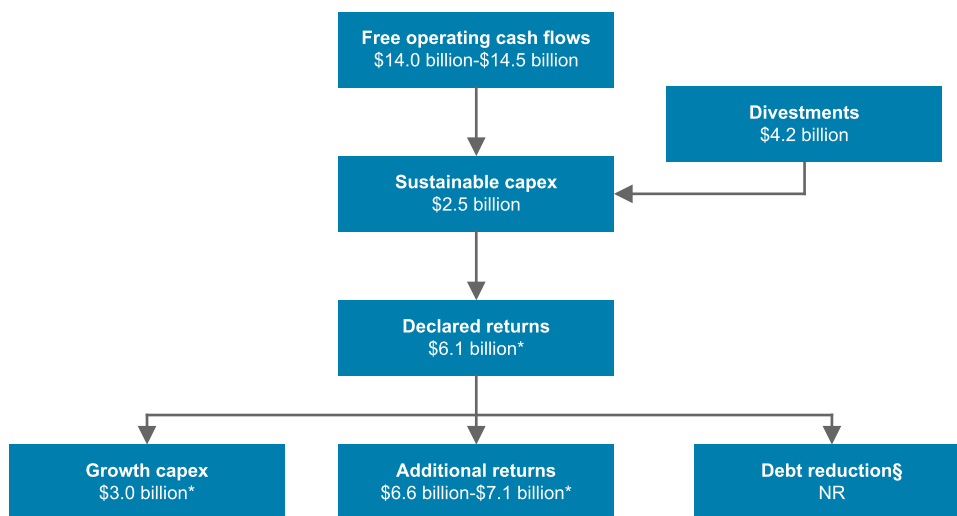 Free operating cash flows
$14.0 billion-$14.5 billion
Divestments
$4.2 billion
Sustainable capex
$2.5 billion
Declared returns
$6.1 billion*
Growth capex
$3.0 billion*
Additional returns
$6.6 billion-$7.1 billion*
Debt reduction§
NR